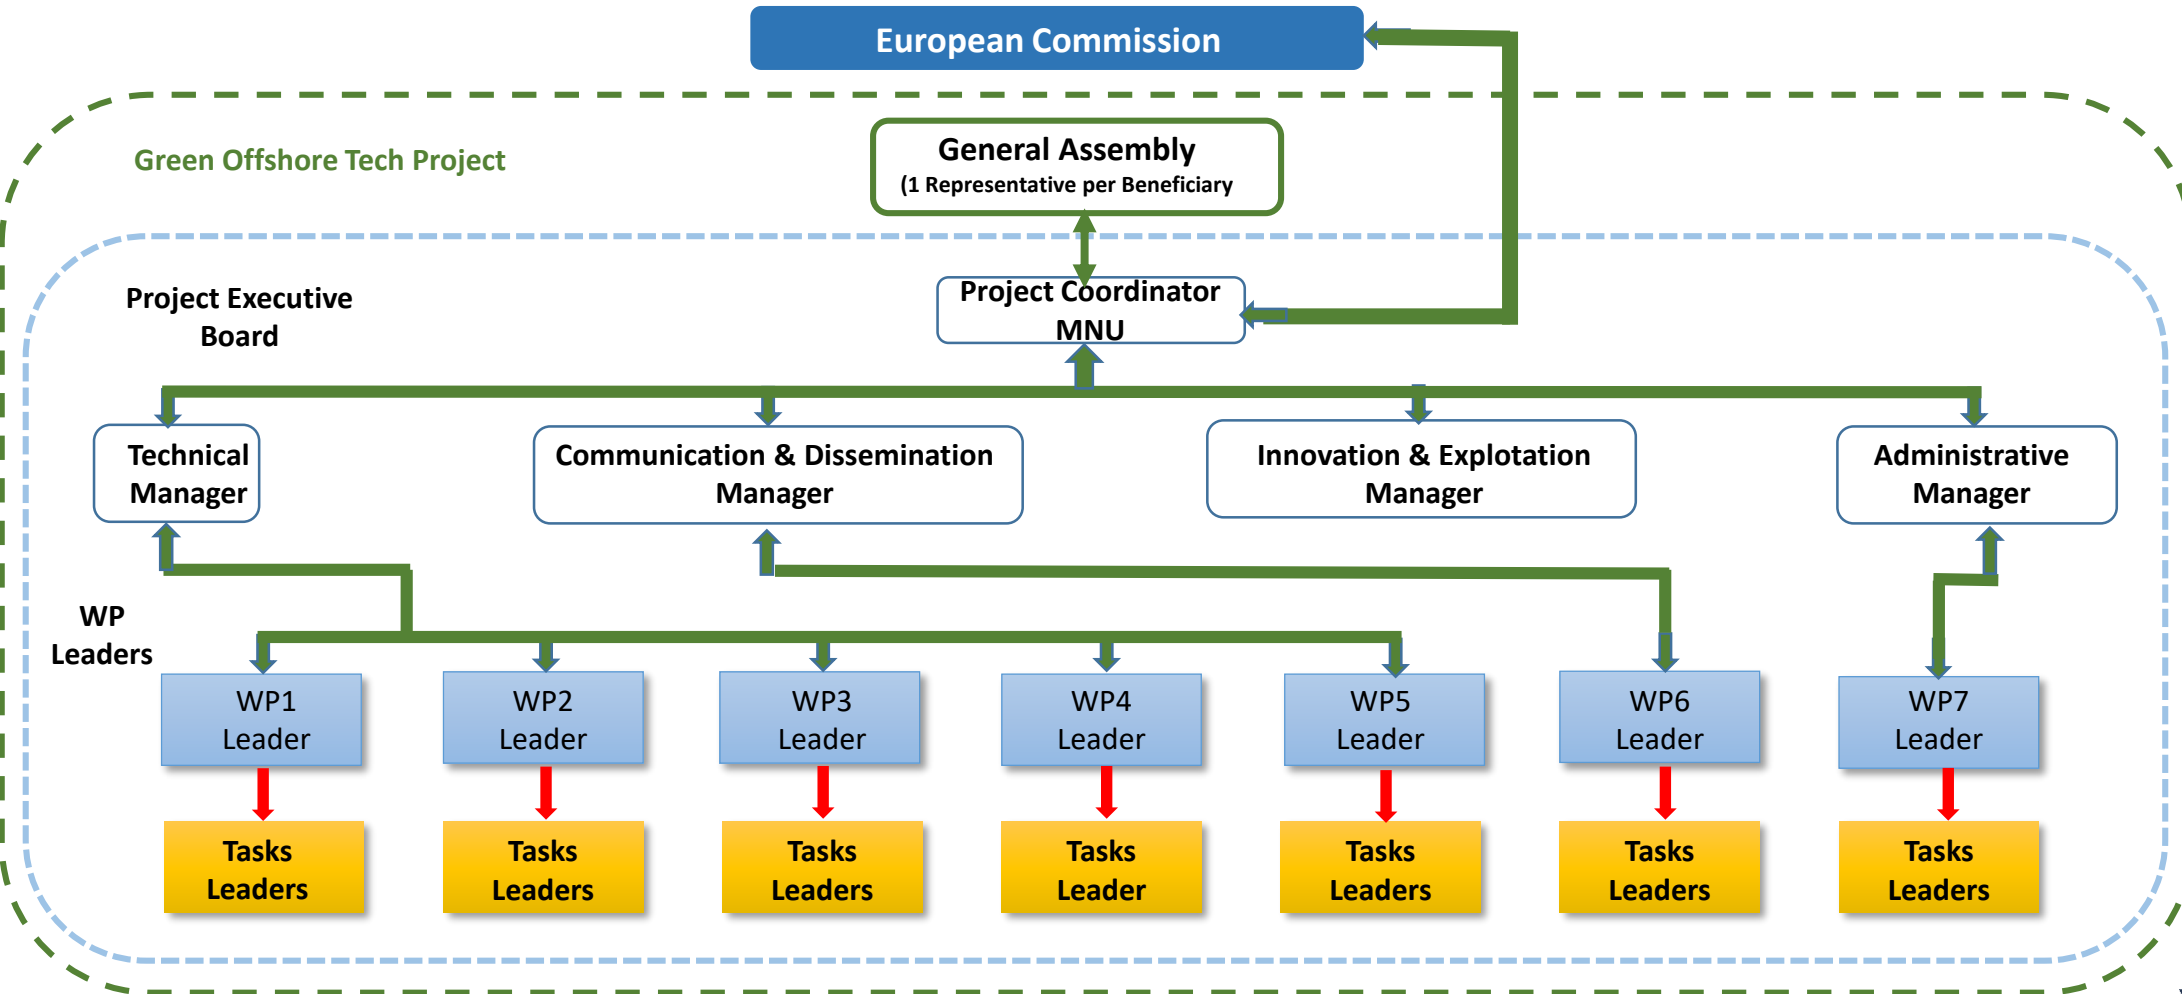 European Commission
Green Offshore Tech Project
General Assembly
(1 Representative per Beneficiary
Project Executive
Board
Project Coordinator
MNU
Technical
Manager
Communication & Dissemination
Manager
Innovation & Explotation
Manager
Administrative
Manager
WP
Leaders
WP1
Leader
WP2
Leader
WP3
Leader
WP4
Leader
WP5
Leader
WP6
Leader
WP7
Leader
Tasks
Leaders
Tasks
Leaders
Tasks
Leaders
Tasks
Leader
Tasks
Leaders
Tasks
Leaders
Tasks
Leaders